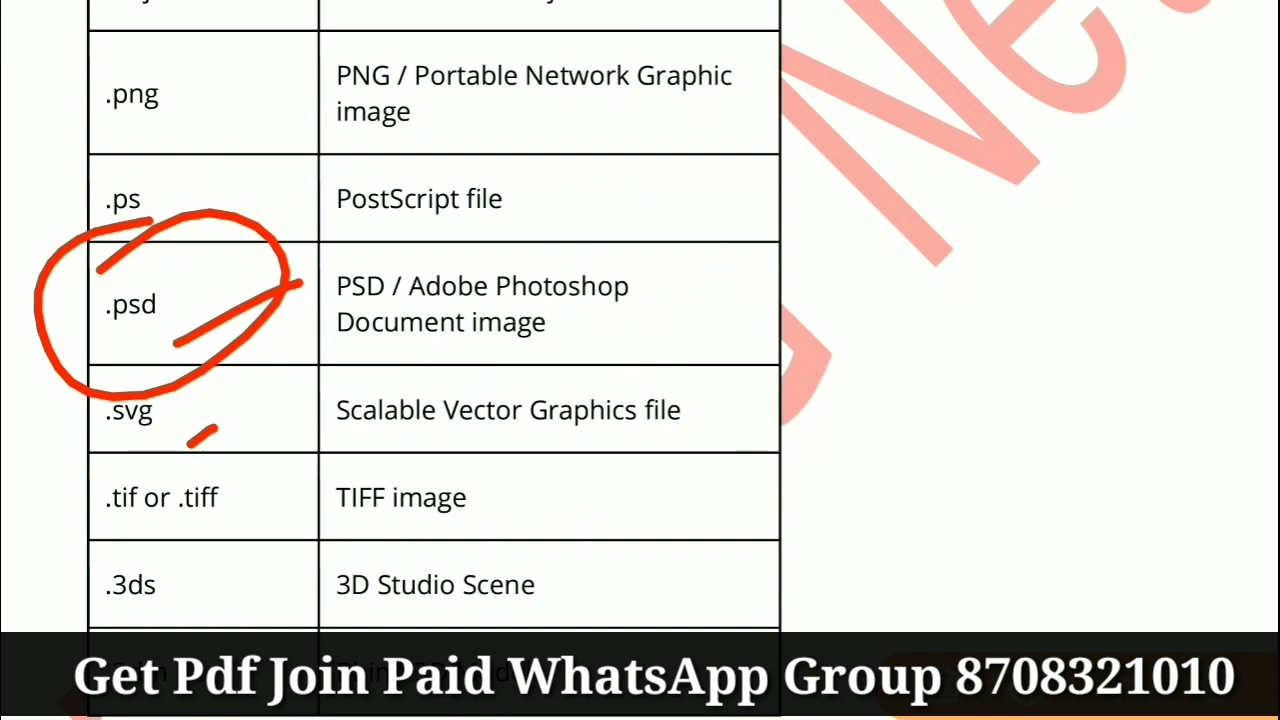 .png
PNG / Portable Network Graphic
image
.ps
PostScript file
.psd
PSD / Adobe Photoshop
Document image
.svg
Scalable Vector Graphics file
.tif or .tiff
TIFF image
.3ds
3D Studio Scene
Get Pdf Join Paid WhatsApp Group 8708321010